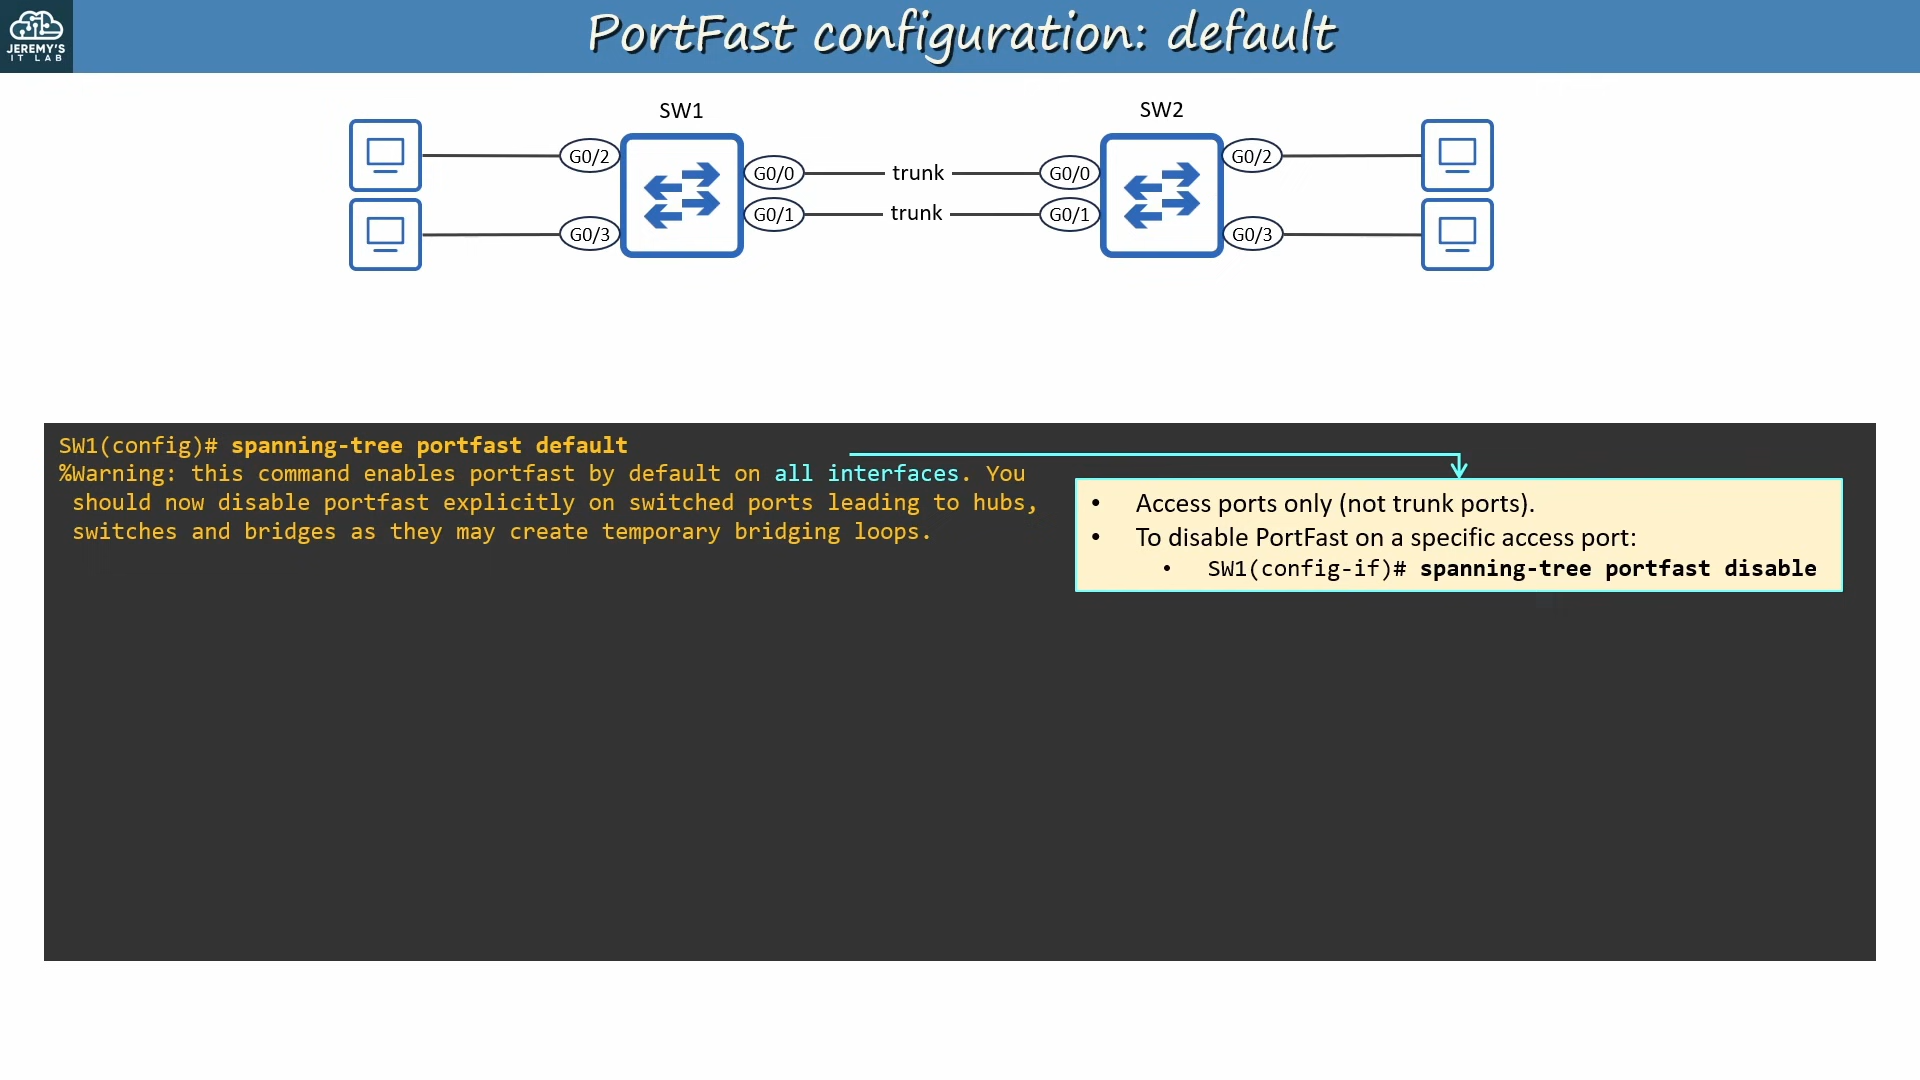 JEREMY'S
IT LAB
PortFast configuration: default
SW1
SW2
G0/2
G0/0
trunk
G0/0
G0/2
G0/3
G0/1
trunk
G0/1
G0/3
SW1(config)# spanning-tree portfast default
%Warning: this command enables portfast by default on all interfaces. You
should now disable portfast explicitly on switched ports leading to hubs,
switches and bridges as they may create temporary bridging loops.
• Access ports only (not trunk ports).
• To disable PortFast on a specific access port:
• SW1(config-if)# spanning-tree portfast disable